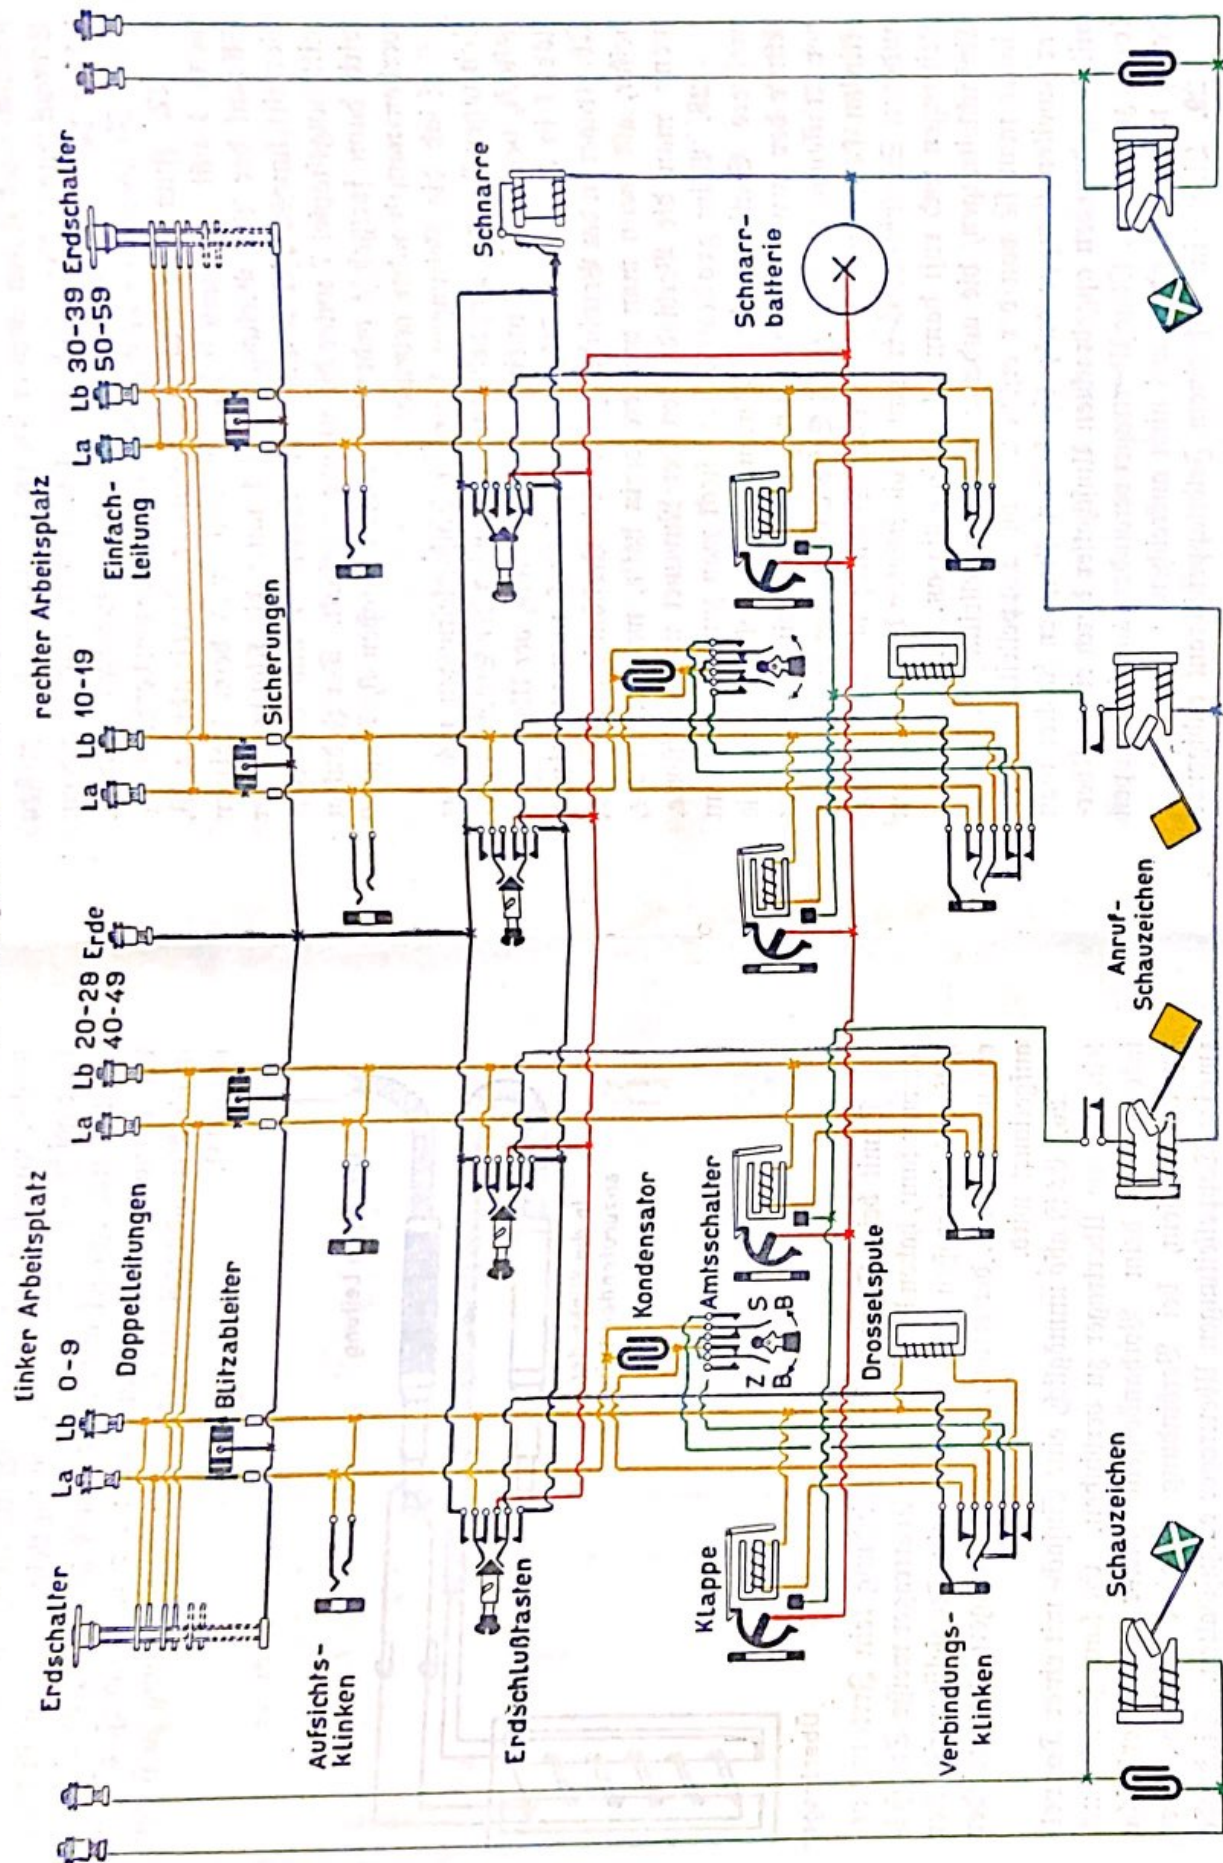 linker Arbeitsplatz
rechter Arbeitsplatz
Erdschalter
La Lb 0-9
La Lb 20-28 Erde
40-49
La Lb 10-19
La Lb 30-39 Erdschalter
50-59
Doppelleitungen
Einfach-
leitung
Blitzableiter
Sicherungen
Aufsichts-
klinken
Schnarre
Erdschlußtasten
Kondensator
Schnarr-
batterie
Amtsschalter
Z S
B B
Klappe
Drosselspule
Verbindungs-
klinken
Schauzeichen
Anruf-
Schauzeichen